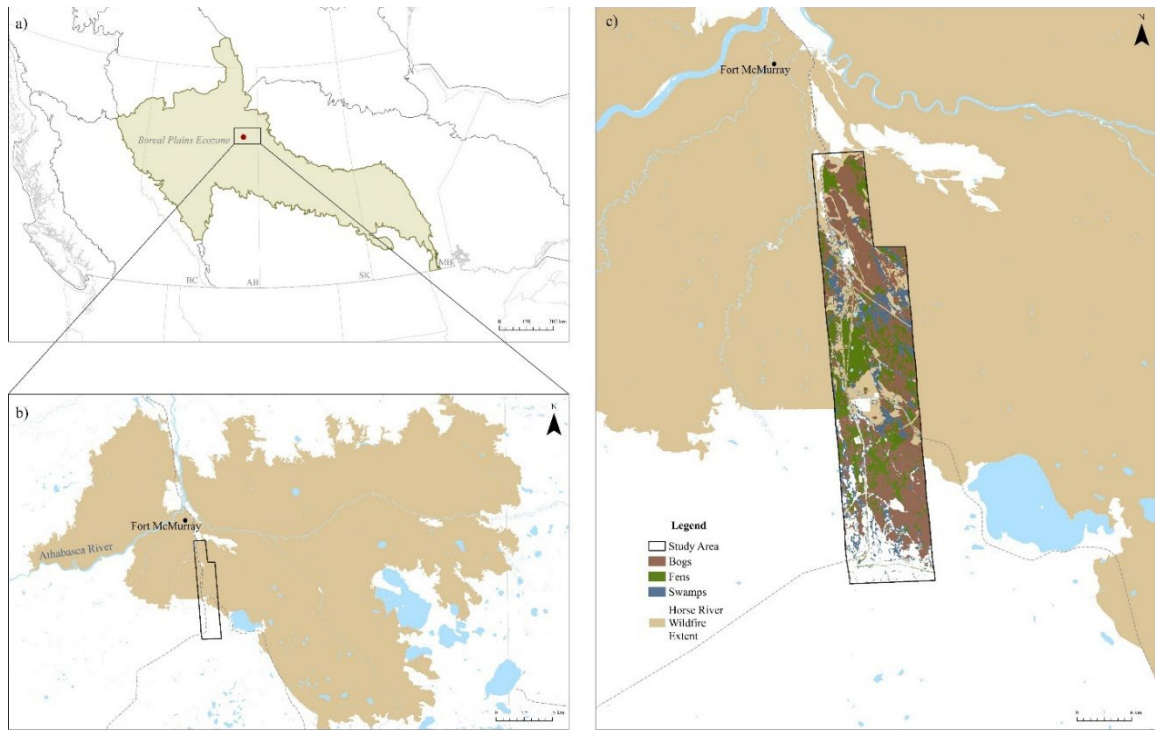 a)
Boreal Plains Ecozone
BC
AB
SK
MB
b)
N
Fort McMurray
Athabasca River
c)
N
Fort McMurray
Legend
Study Area
Bogs
Fens
Swamps
Horse River
Wildfire
Extent